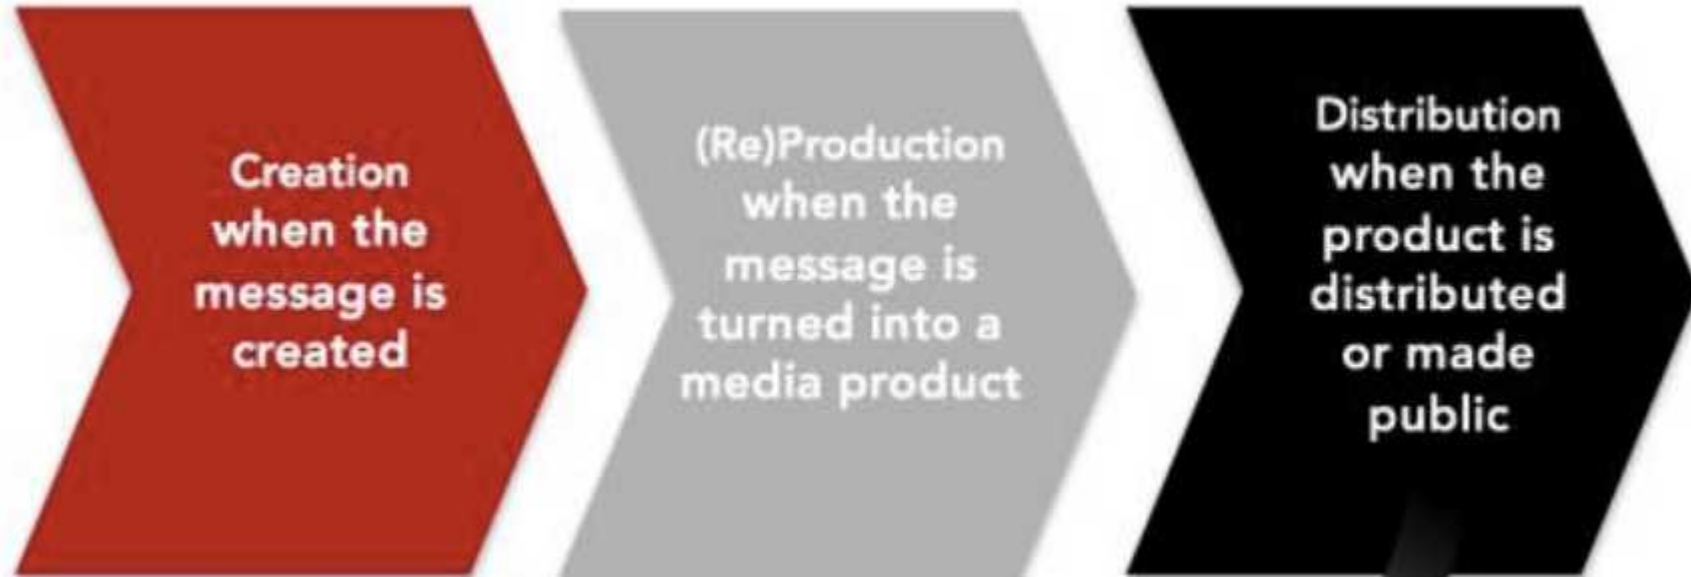 Creation
when the
message is
created
(Re)Production
when the
message is
turned into a
media product
Distribution
when the
product is
distributed
or made
public